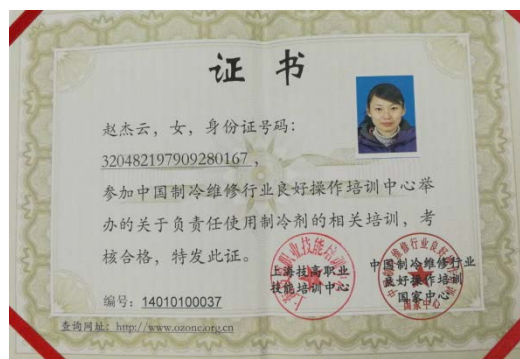 证书
赵杰云，女，身份证号码：
320482197909280167，
参加中国制冷维修行业良好操作培训中心举
办的关于负责任使用制冷剂的相关培训，考
核合格，特发此证。
上海技高职业
技能培训中心
中国制冷维修行业
良好操作培训
国家中心
编号：14010100037
查询网址：http://www.ozone.org.cn